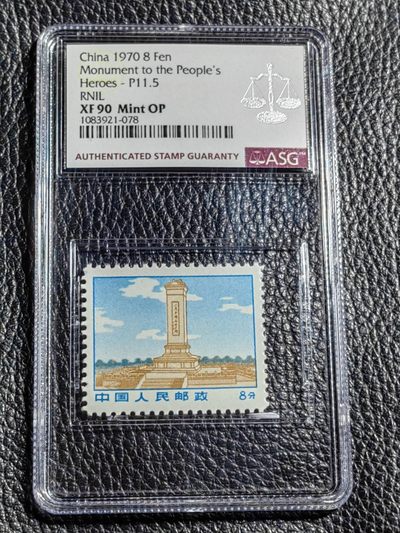 China 1970 8 Fen
Monument to the People's
Heroes - P11.5
RNIL
XF 90 Mint OP
1083921-078
AUTHENTICATED STAMP GUARANTY ASG
中国人民邮政 8分